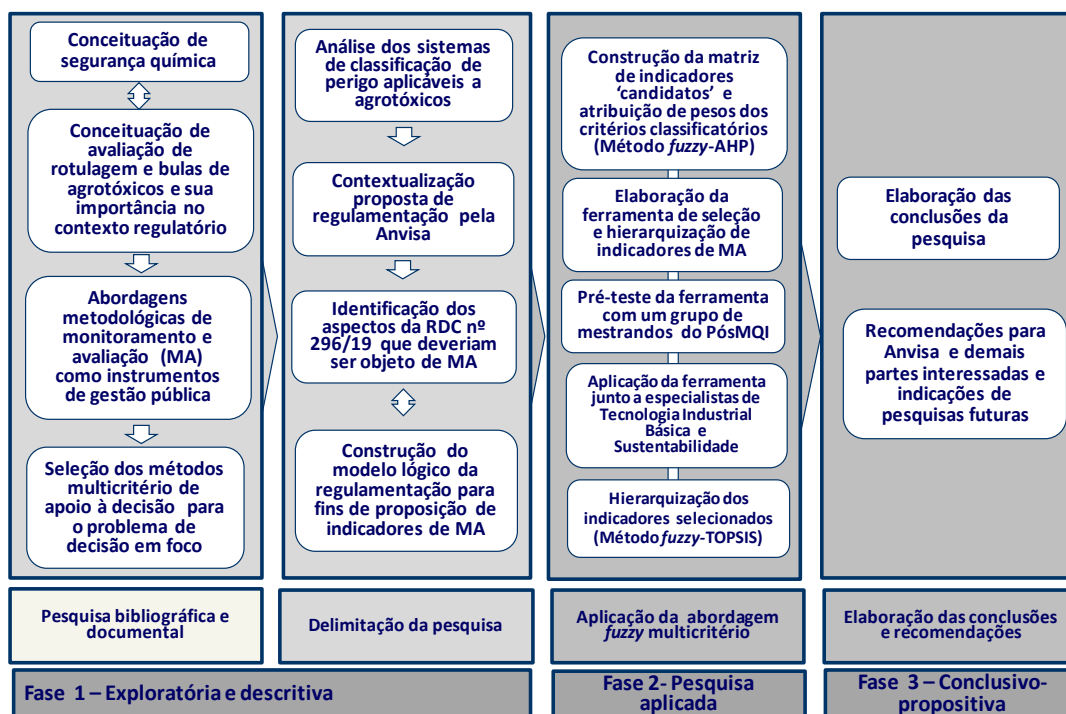 Conceituação de
segurança química
Conceituação de
avaliação de
rotulagem e bulas de
agrotóxicos e sua
importância no
contexto regulatório
Abordagens
metodológicas de
monitoramento e
avaliação (MA)
como instrumentos
de gestão pública
Seleção dos métodos
multicritério de
apoio à decisão para
o problema de
decisão em foco
Análise dos sistemas
de classificação de
perigo aplicáveis a
agrotóxicos
Contextualização
proposta de
regulamentação pela
Anvisa
Identificação dos
aspectos da RDC nº
296/19 que deveriam
ser objeto de MA
Construção do
modelo lógico da
regulamentação para
fins de proposição de
indicadores de MA
Construção da matriz
de indicadores
'candidatos' e
atribuição de pesos dos
critérios classificatórios
(Método fuzzy-AHP)
Elaboração da
ferramenta de seleção
e hierarquização de
indicadores de MA
Pré-teste da ferramenta
com um grupo de
mestrandos do PósMQI
Aplicação da ferramenta
junto a especialistas de
Tecnologia Industrial
Básica e
Sustentabilidade
Hierarquização dos
indicadores selecionados
(Método fuzzy-TOPSIS)
Elaboração das
conclusões da
pesquisa
Recomendações para
Anvisa e demais
partes interessadas e
indicações de
pesquisas futuras
Pesquisa bibliográfica e
documental
Delimitação da pesquisa
Aplicação da abordagem
fuzzy multicritério
Elaboração das conclusões
e recomendações
Fase 1 – Exploratória e descritiva
Fase 2- Pesquisa
aplicada
Fase 3 – Conclusivo-
propositiva